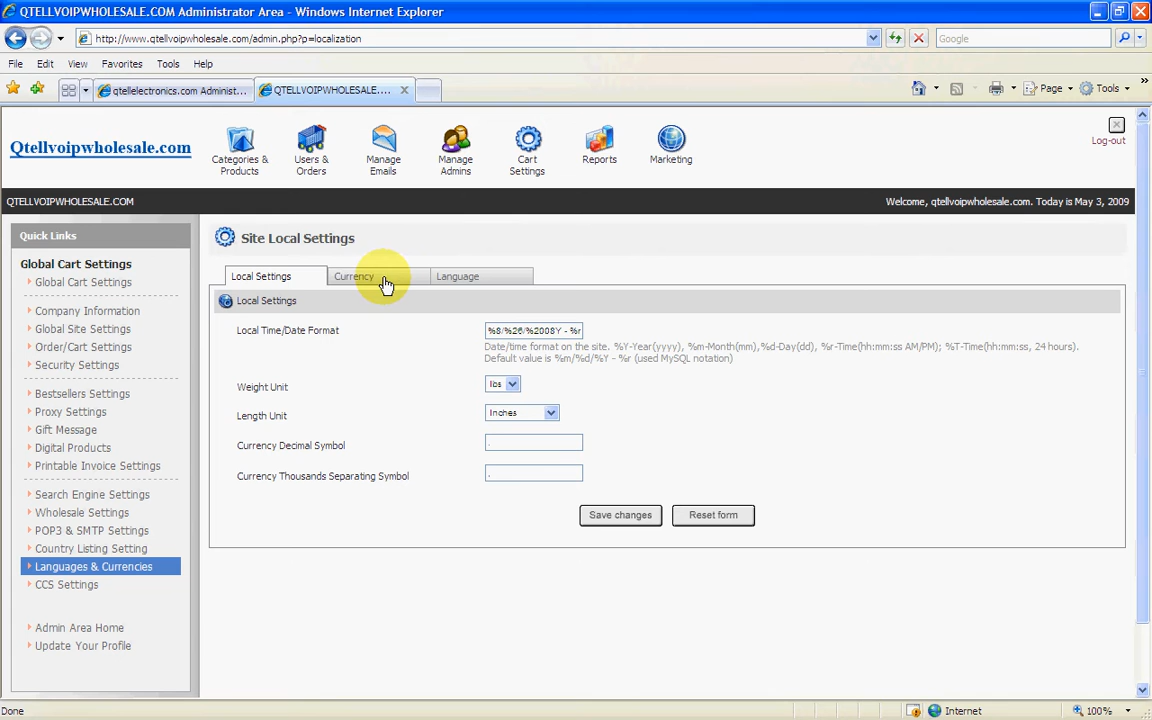 QTELLVOIPWHOLESALE.COM Administrator Area - Windows Internet Explorer
http://www.qtellvoipwholesale.com/admin.php?p=localization
Google
File Edit View Favorites Tools Help
qtellelectronics.com Administ...
QTELLVOIPWHOLESALE....
Page
Tools
Qtellvoipwholesale.com
Categories & Products
Users & Orders
Manage Emails
Manage Admins
Cart Settings
Reports
Marketing
Log-out
QTELLVOIPWHOLESALE.COM
Welcome, qtellvoipwholesale.com. Today is May 3, 2009
Quick Links
Global Cart Settings
Global Cart Settings
Company Information
Global Site Settings
Order/Cart Settings
Security Settings
Bestsellers Settings
Proxy Settings
Gift Message
Digital Products
Printable Invoice Settings
Search Engine Settings
Wholesale Settings
POP3 & SMTP Settings
Country Listing Setting
Languages & Currencies
CCS Settings
Admin Area Home
Update Your Profile
Site Local Settings
Local Settings
Currency
Language
Local Settings
Local Time/Date Format
%8/%26/%2008Y - %r
Date/time format on the site. %Y-Year(yyyy), %m-Month(mm),%d-Day(dd), %r-Time(hh:mm:ss AM/PM); %T-Time(hh:mm:ss, 24 hours).
Default value is %m/%d/%Y - %r (used MySQL notation)
Weight Unit
lbs
Length Unit
Inches
Currency Decimal Symbol
Currency Thousands Separating Symbol
Save changes
Reset form
Done
Internet
100%